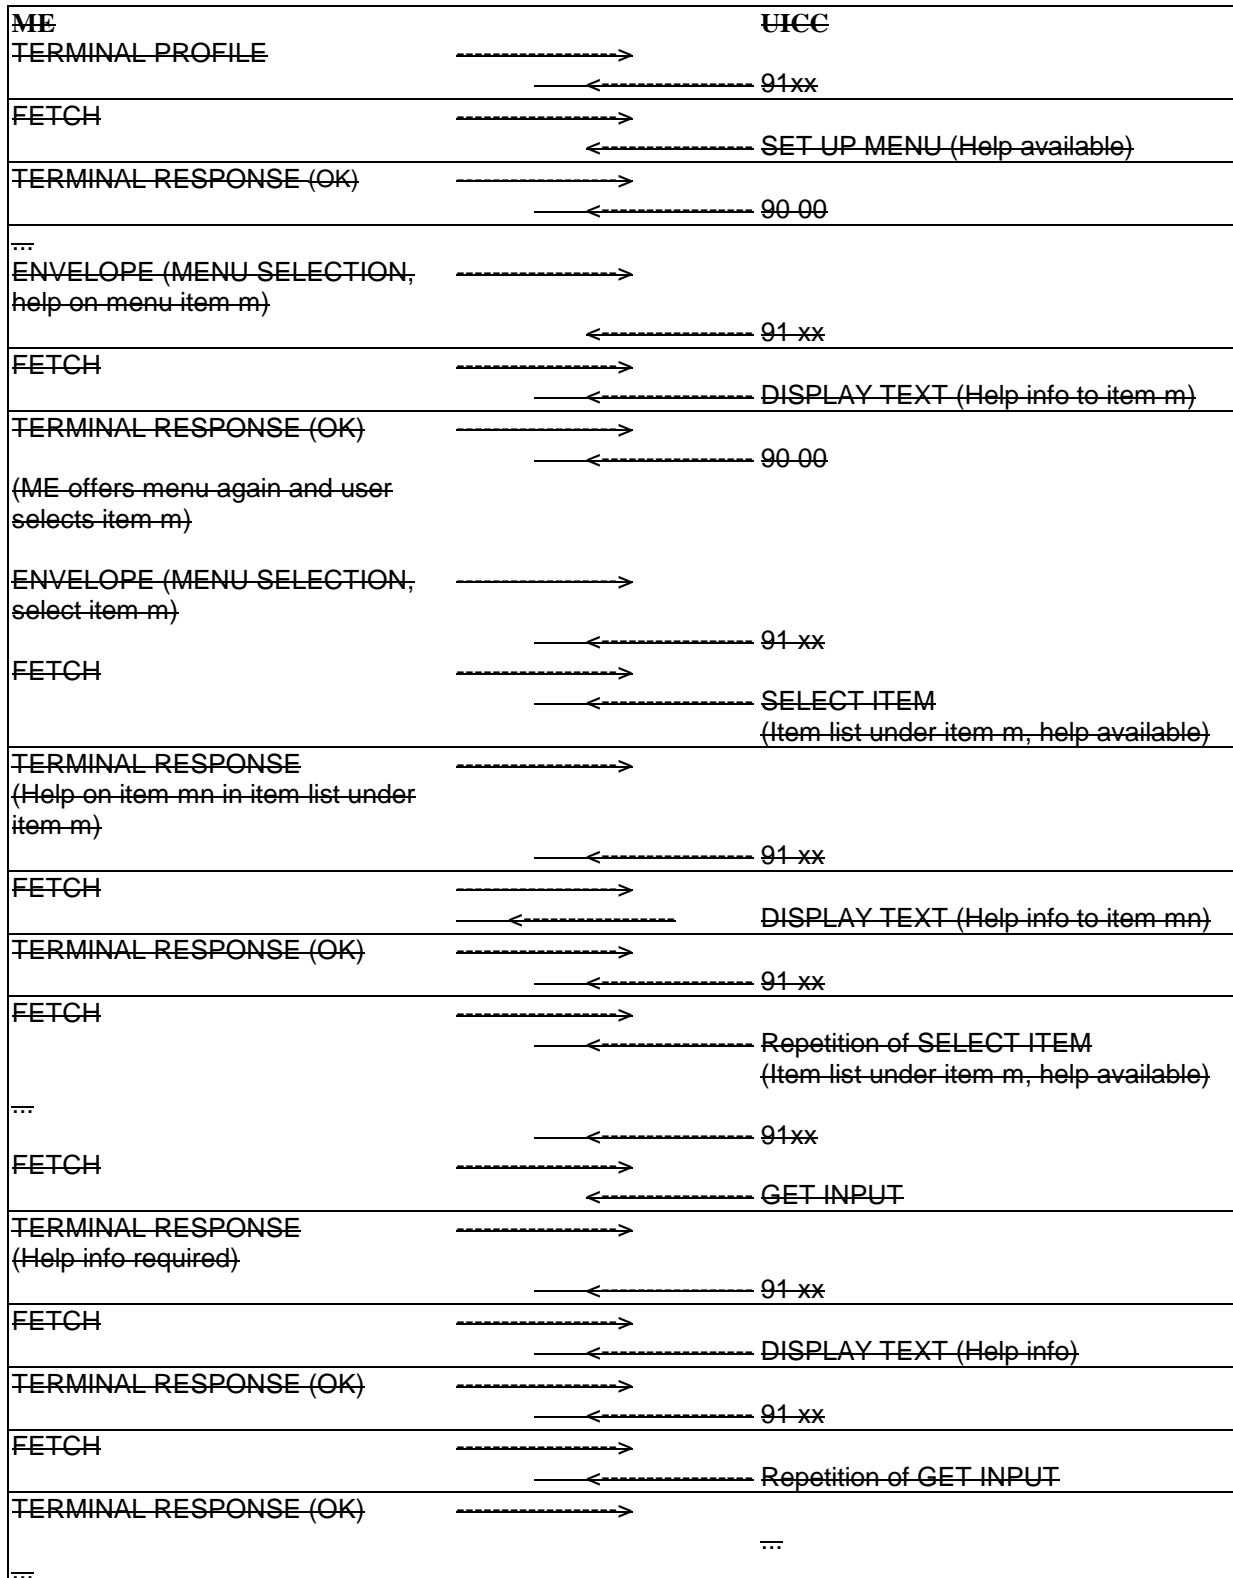 ME UICC
TERMINAL PROFILE ------------------>
<----------------- 91xx
FETCH ------------------>
<----------------- SET UP MENU (Help available)
TERMINAL RESPONSE (OK) ------------------>
<----------------- 90 00
...
ENVELOPE (MENU SELECTION, ------------------>
help on menu item m)
<----------------- 91 xx
FETCH ------------------>
<----------------- DISPLAY TEXT (Help info to item m)
TERMINAL RESPONSE (OK) ------------------>
<----------------- 90 00
(ME offers menu again and user
selects item m)
ENVELOPE (MENU SELECTION, ------------------>
select item m)
<----------------- 91 xx
FETCH ------------------>
<----------------- SELECT ITEM
(Item list under item m, help available)
TERMINAL RESPONSE ------------------>
(Help on item mn in item list under
item m)
<----------------- 91 xx
FETCH ------------------>
<----------------- DISPLAY TEXT (Help info to item mn)
TERMINAL RESPONSE (OK) ------------------>
<----------------- 91 xx
FETCH ------------------>
<----------------- Repetition of SELECT ITEM
(Item list under item m, help available)
...
<----------------- 91xx
FETCH ------------------>
<----------------- GET INPUT
TERMINAL RESPONSE ------------------>
(Help info required)
<----------------- 91 xx
FETCH ------------------>
<----------------- DISPLAY TEXT (Help info)
TERMINAL RESPONSE (OK) ------------------>
<----------------- 91 xx
FETCH ------------------>
<----------------- Repetition of GET INPUT
TERMINAL RESPONSE (OK) ------------------>
...
...